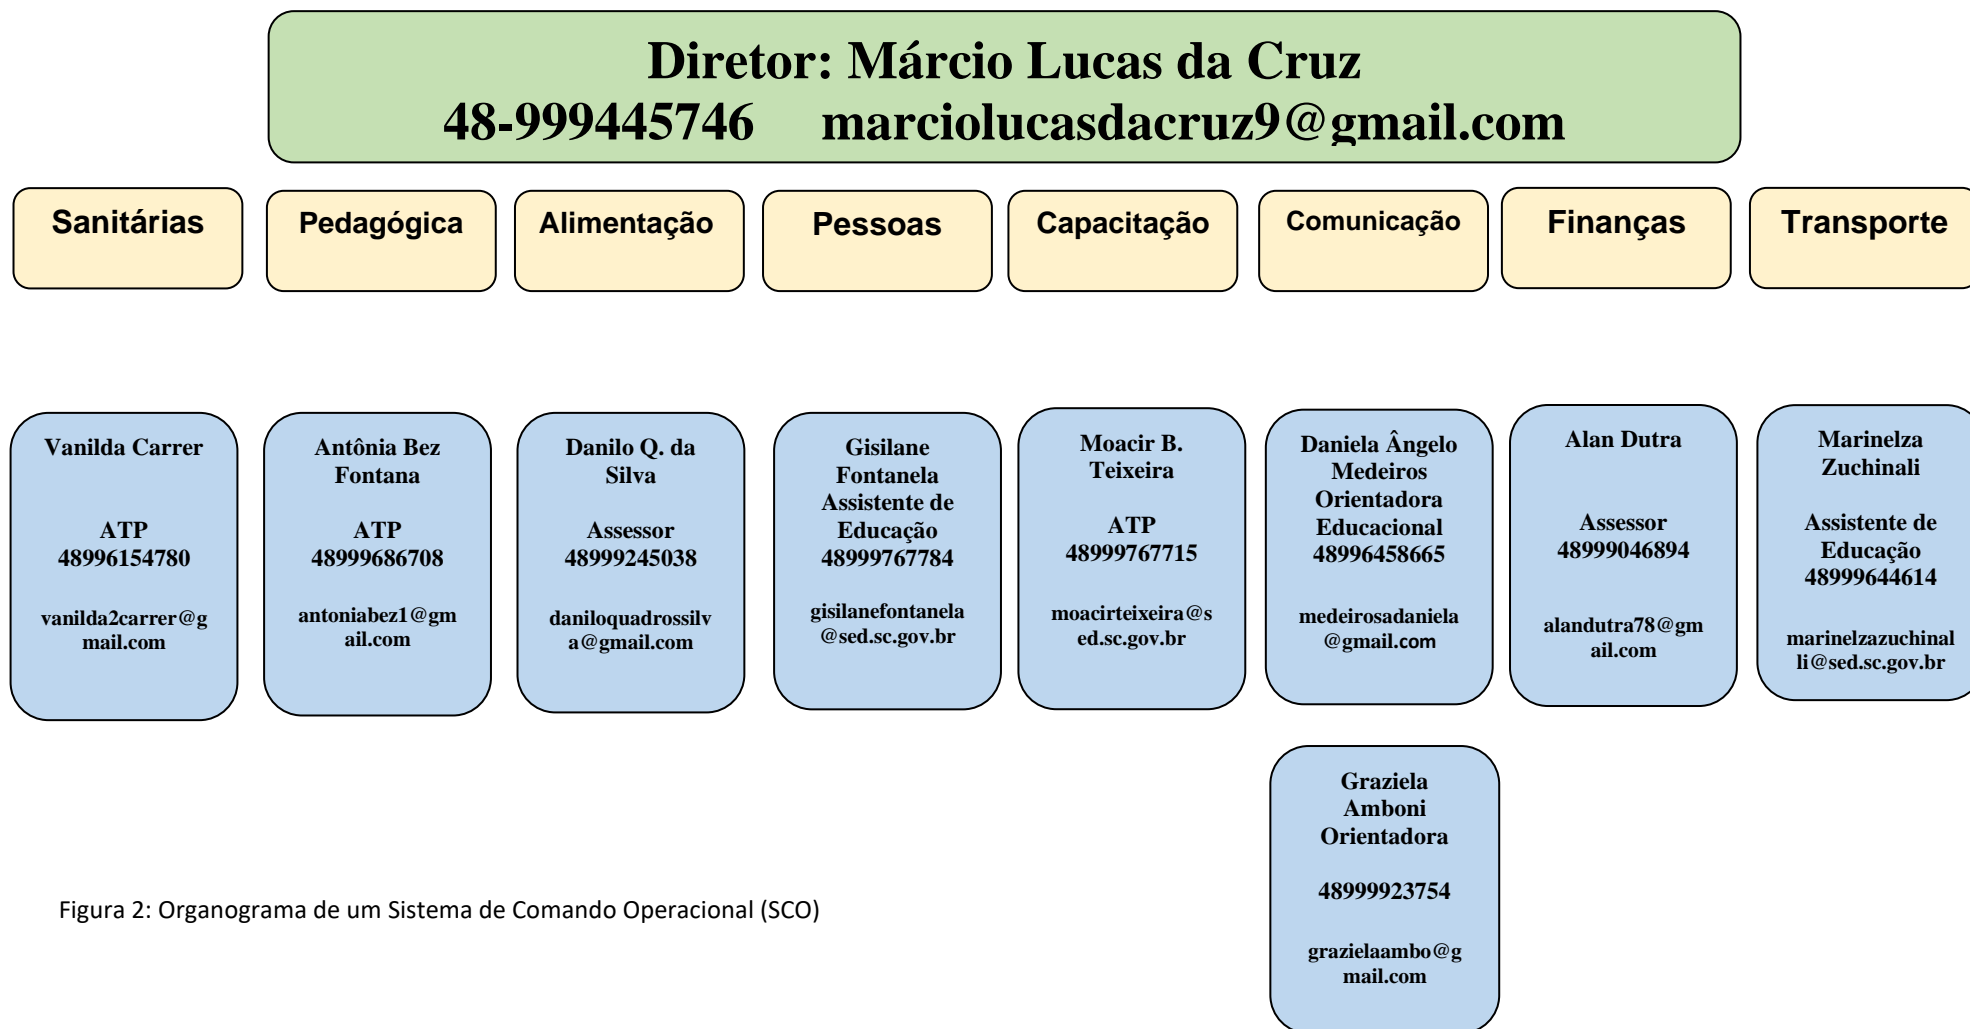 Diretor: Márcio Lucas da Cruz
48-999445746 marciolucasdacruz9@gmail.com
Sanitárias
Pedagógica
Alimentação
Pessoas
Capacitação
Comunicação
Finanças
Transporte
Vanilda Carrer
ATP
48996154780
vanilda2carrer@g
mail.com
Antônia Bez
Fontana
ATP
48999686708
antoniabez1@gm
ail.com
Danilo Q. da
Silva
Assessor
48999245038
daniloquadrossilv
a@gmail.com
Gisilane
Fontanela
Assistente de
Educação
48999767784
gisilanefontanela
@sed.sc.gov.br
Moacir B.
Teixeira
ATP
48999767715
moacirteixeira@s
ed.sc.gov.br
Daniela Ângelo
Medeiros
Orientadora
Educacional
48996458665
medeirosadaniela
@gmail.com
Alan Dutra
Assessor
48999046894
alandutra78@gm
ail.com
Marinelza
Zuchinali
Assistente de
Educação
48999644614
marinelzazuchinal
li@sed.sc.gov.br
Graziela
Amboni
Orientadora
48999923754
grazielaambo@g
mail.com
Figura 2: Organograma de um Sistema de Comando Operacional (SCO)